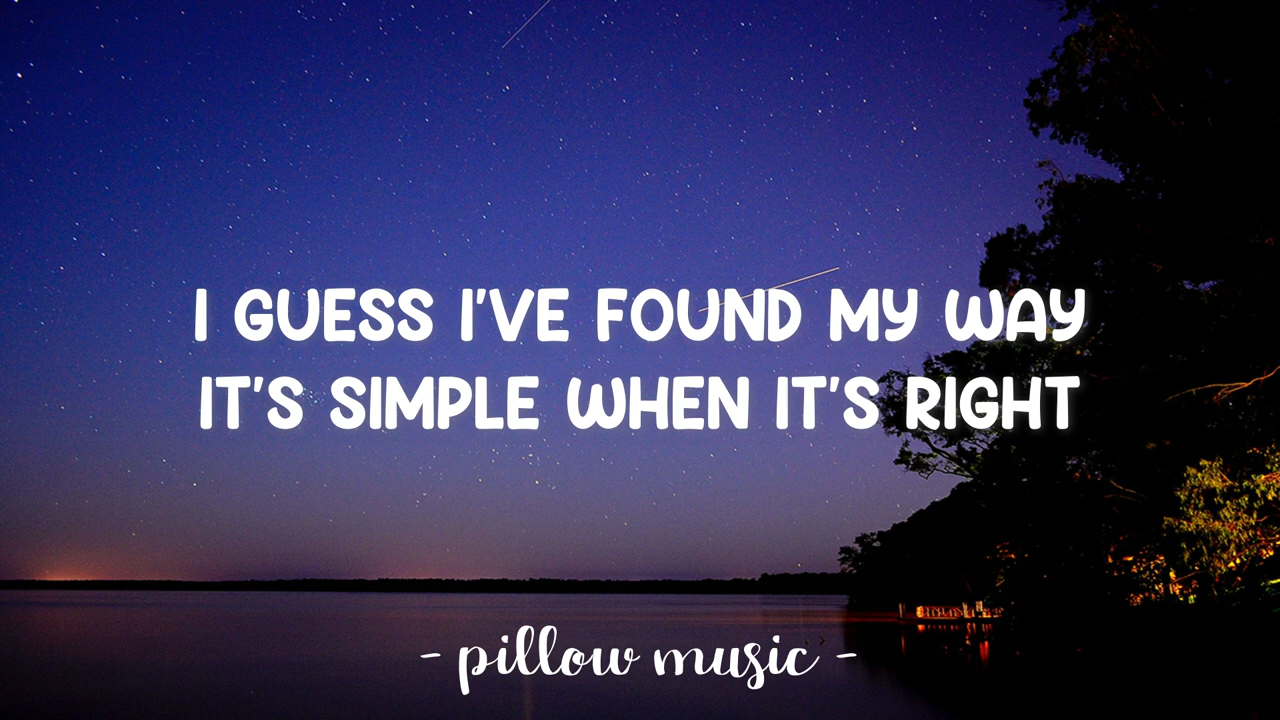 I GUESS I'VE FOUND MY WAY
IT'S SIMPLE WHEN IT'S RIGHT
- pillow music -